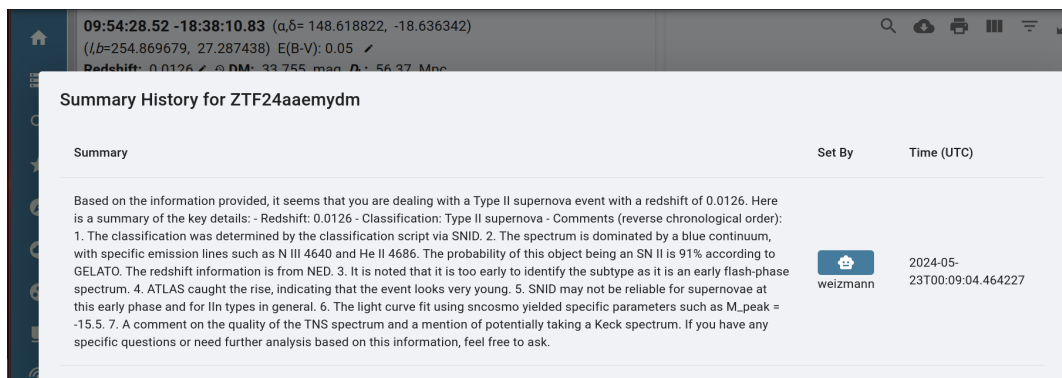 09:54:28.52 -18:38:10.83 (α,δ= 148.618822, -18.636342)
(l,b=254.869679, 27.287438) E(B-V): 0.05
Redshift: 0.0126 DM: 33.755 mag DL: 56.37 Mpc
Summary History for ZTF24aaemydm
Summary Set By Time (UTC)
Based on the information provided, it seems that you are dealing with a Type II supernova event with a redshift of 0.0126. Here
is a summary of the key details: - Redshift: 0.0126 - Classification: Type II supernova - Comments (reverse chronological order):
1. The classification was determined by the classification script via SNID. 2. The spectrum is dominated by a blue continuum,
with specific emission lines such as N III 4640 and He II 4686. The probability of this object being an SN II is 91% according to
GELATO. The redshift information is from NED. 3. It is noted that it is too early to identify the subtype as it is an early flash-phase
spectrum. 4. ATLAS caught the rise, indicating that the event looks very young. 5. SNID may not be reliable for supernovae at
this early phase and for IIn types in general. 6. The light curve fit using sncosmo yielded specific parameters such as M_peak =
-15.5. 7. A comment on the quality of the TNS spectrum and a mention of potentially taking a Keck spectrum. If you have any
specific questions or need further analysis based on this information, feel free to ask.
weizmann
2024-05-
23T00:09:04.464227